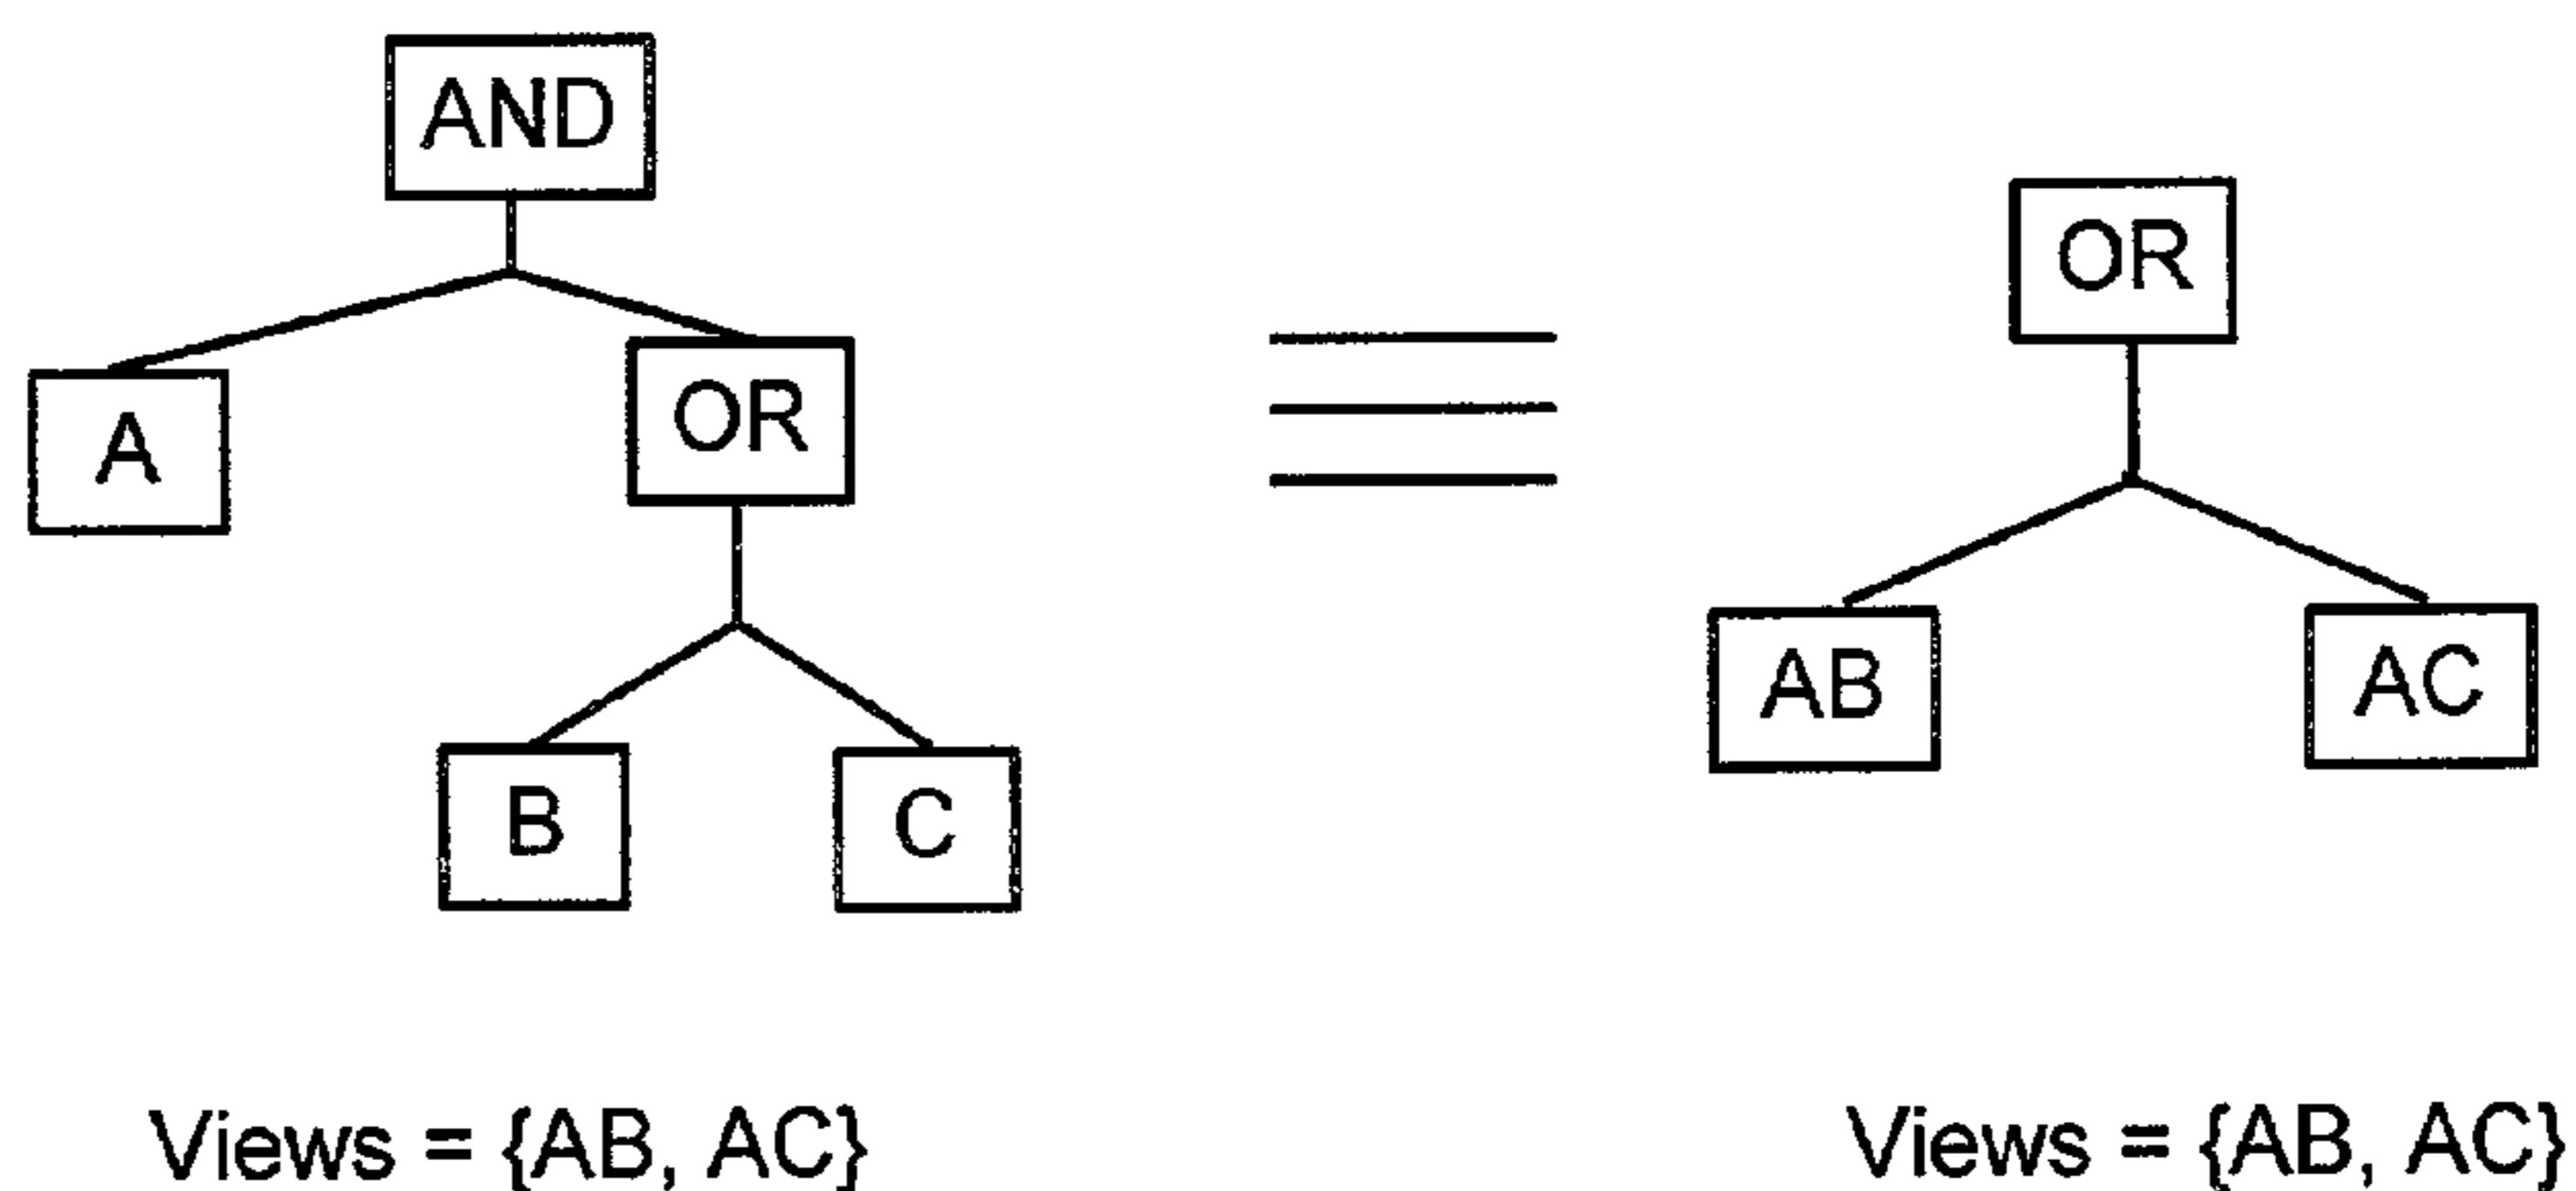 AND
OR
A
OR
B
C
AB
AC
Views = {AB, AC}
Views = {AB, AC}